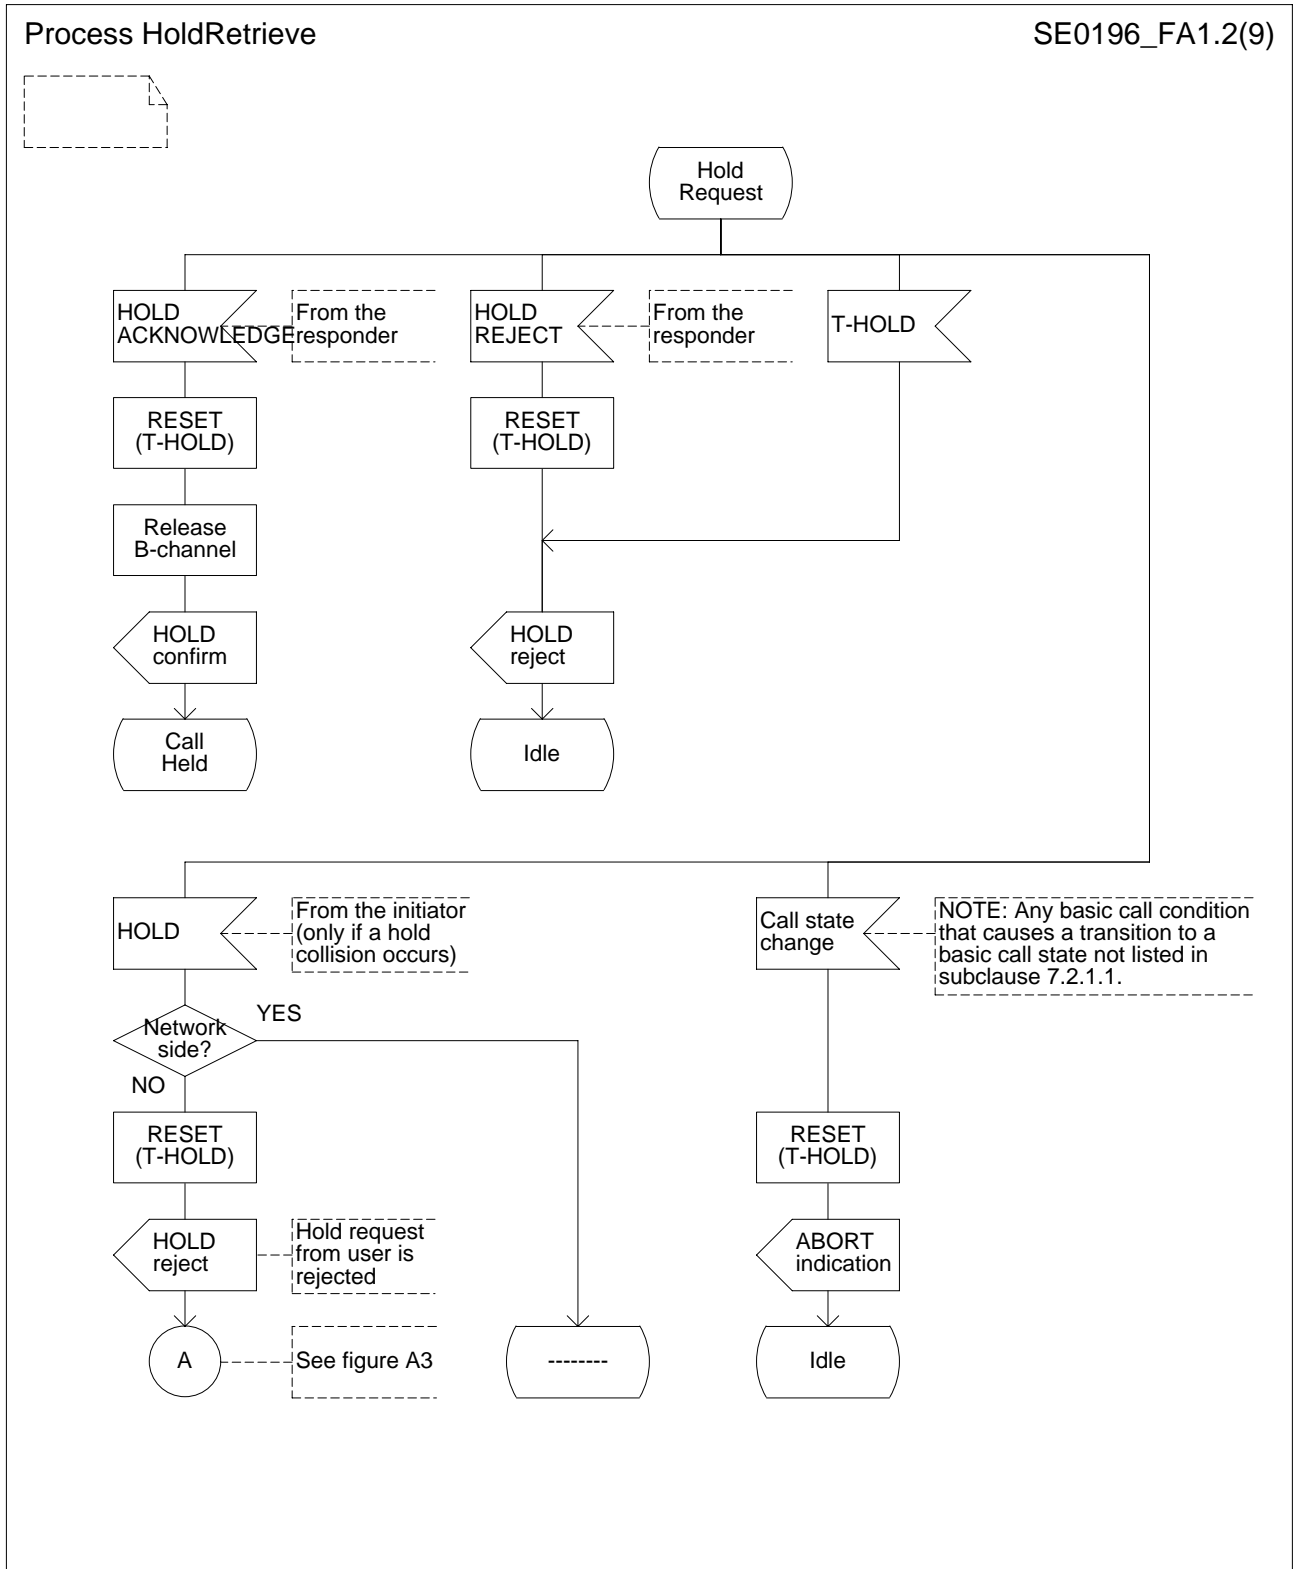 Process HoldRetrieve
SE0196_FA1.2(9)
Hold
Request
HOLD
ACKNOWLEDGE
From the
responder
HOLD
REJECT
From the
responder
T-HOLD
RESET
(T-HOLD)
RESET
(T-HOLD)
Release
B-channel
HOLD
confirm
HOLD
reject
Call
Held
Idle
HOLD
From the initiator
(only if a hold
collision occurs)
Call state
change
NOTE: Any basic call condition
that causes a transition to a
basic call state not listed in
subclause 7.2.1.1.
Network
side?
YES
NO
RESET
(T-HOLD)
RESET
(T-HOLD)
HOLD
reject
Hold request
from user is
rejected
ABORT
indication
A
See figure A3
--------
Idle